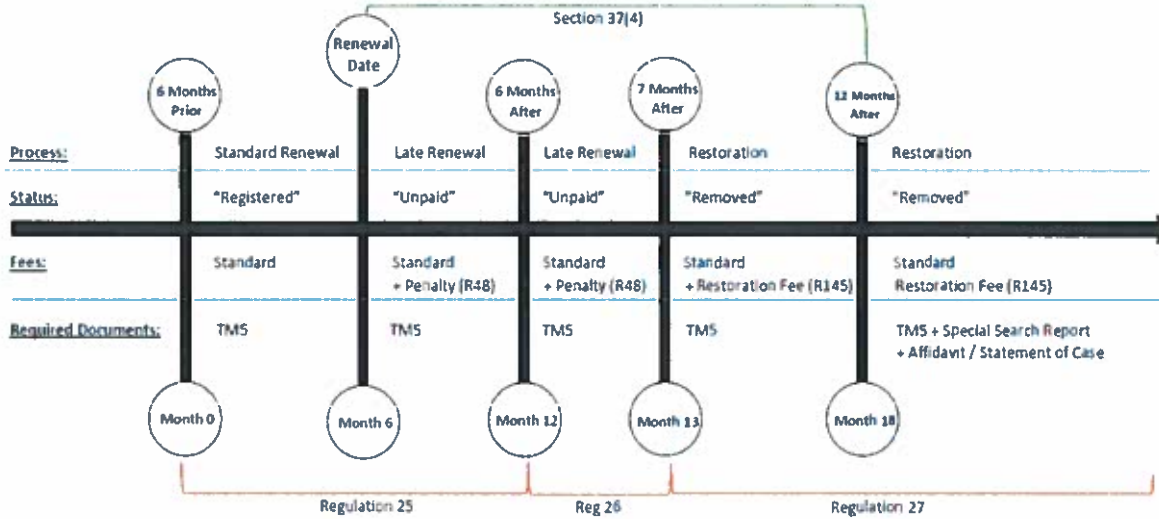 Section 37(4)
Renewal
Date
6 Months
Prior
6 Months
After
7 Months
After
12 Months
After
Process: Standard Renewal Late Renewal Late Renewal Restoration Restoration
Status: "Registered" "Unpaid" "Unpaid" "Removed" "Removed"
Fees: Standard Standard Standard Standard Standard
+ Penalty (R48) + Penalty (R48) + Restoration Fee (R145) Restoration Fee (R145)
Required Documents: TM5 TM5 TM5 TM5 TM5 + Special Search Report
+ Affidavit / Statement of Case
Month 0 Month 6 Month 12 Month 13 Month 18
Regulation 25 Reg 26 Regulation 27